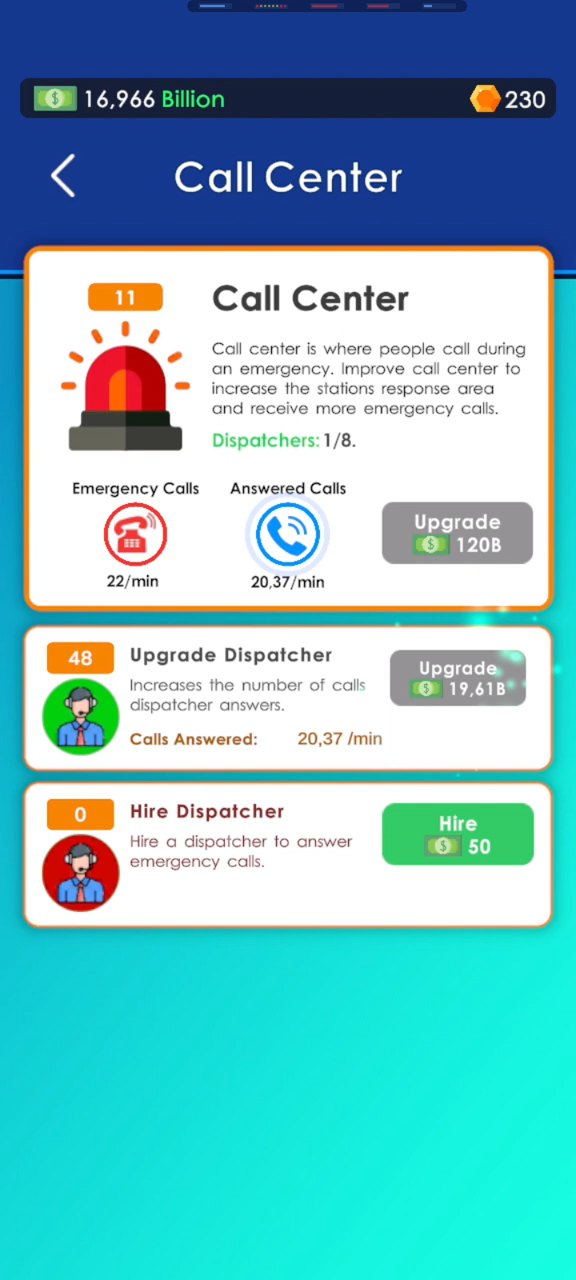 16,966 Billion 230
Call Center
11
Call Center
Call center is where people call during
an emergency. Improve call center to
increase the stations response area
and receive more emergency calls.
Dispatchers: 1/8.
Emergency Calls Answered Calls
22/min 20,37/min
Upgrade
120B
48
Upgrade Dispatcher
Increases the number of calls
dispatcher answers.
Calls Answered: 20,37 /min
Upgrade
19,61B
0
Hire Dispatcher
Hire a dispatcher to answer
emergency calls.
Hire
50